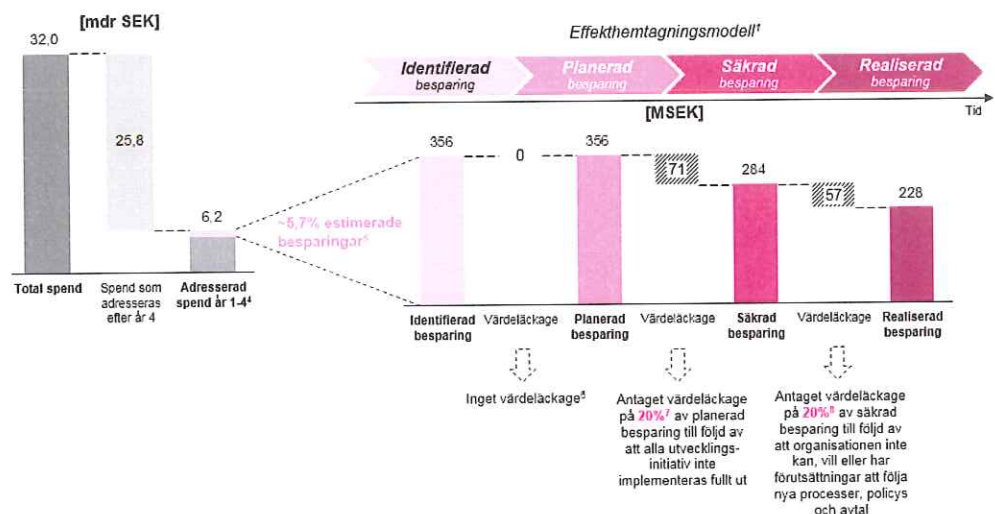 [mdr SEK]
32,0
25,8
6,2
Total spend
Spend som
adresseras
efter år 4
Adresserad
spend år 1-4⁴
~5,7% estimerade
besparingar⁵
Effekthemtagningsmodell¹
Identifierad
besparing
Planerad
besparing
Säkrad
besparing
Realiserad
besparing
Tid
[MSEK]
356
0
356
71
284
57
228
Identifierad
besparing
Värdeläckage
Planerad
besparing
Värdeläckage
Säkrad
besparing
Värdeläckage
Realiserad
besparing
Inget värdeläckage⁶
Antaget värdeläckage
på 20%⁷ av planerad
besparing till följd av
att alla utvecklings-
initiativ inte
implementeras fullt ut
Antaget värdeläckage
på 20%⁸ av säkrad
besparing till följd av
att organisationen inte
kan, vill eller har
förutsättningar att följa
nya processer, policys
och avtal